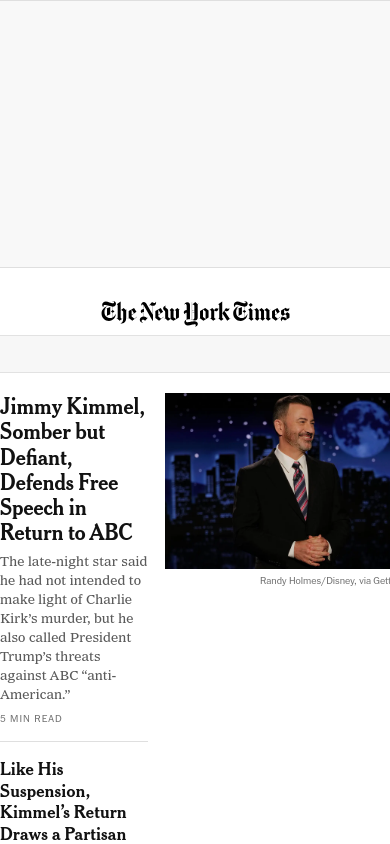 The New York Times
Jimmy Kimmel,
Somber but
Defiant,
Defends Free
Speech in
Return to ABC
The late-night star said
he had not intended to
make light of Charlie
Kirk’s murder, but he
also called President
Trump’s threats
against ABC “anti-
American.”
5 MIN READ
Randy Holmes/Disney, via Gett
Like His
Suspension,
Kimmel’s Return
Draws a Partisan